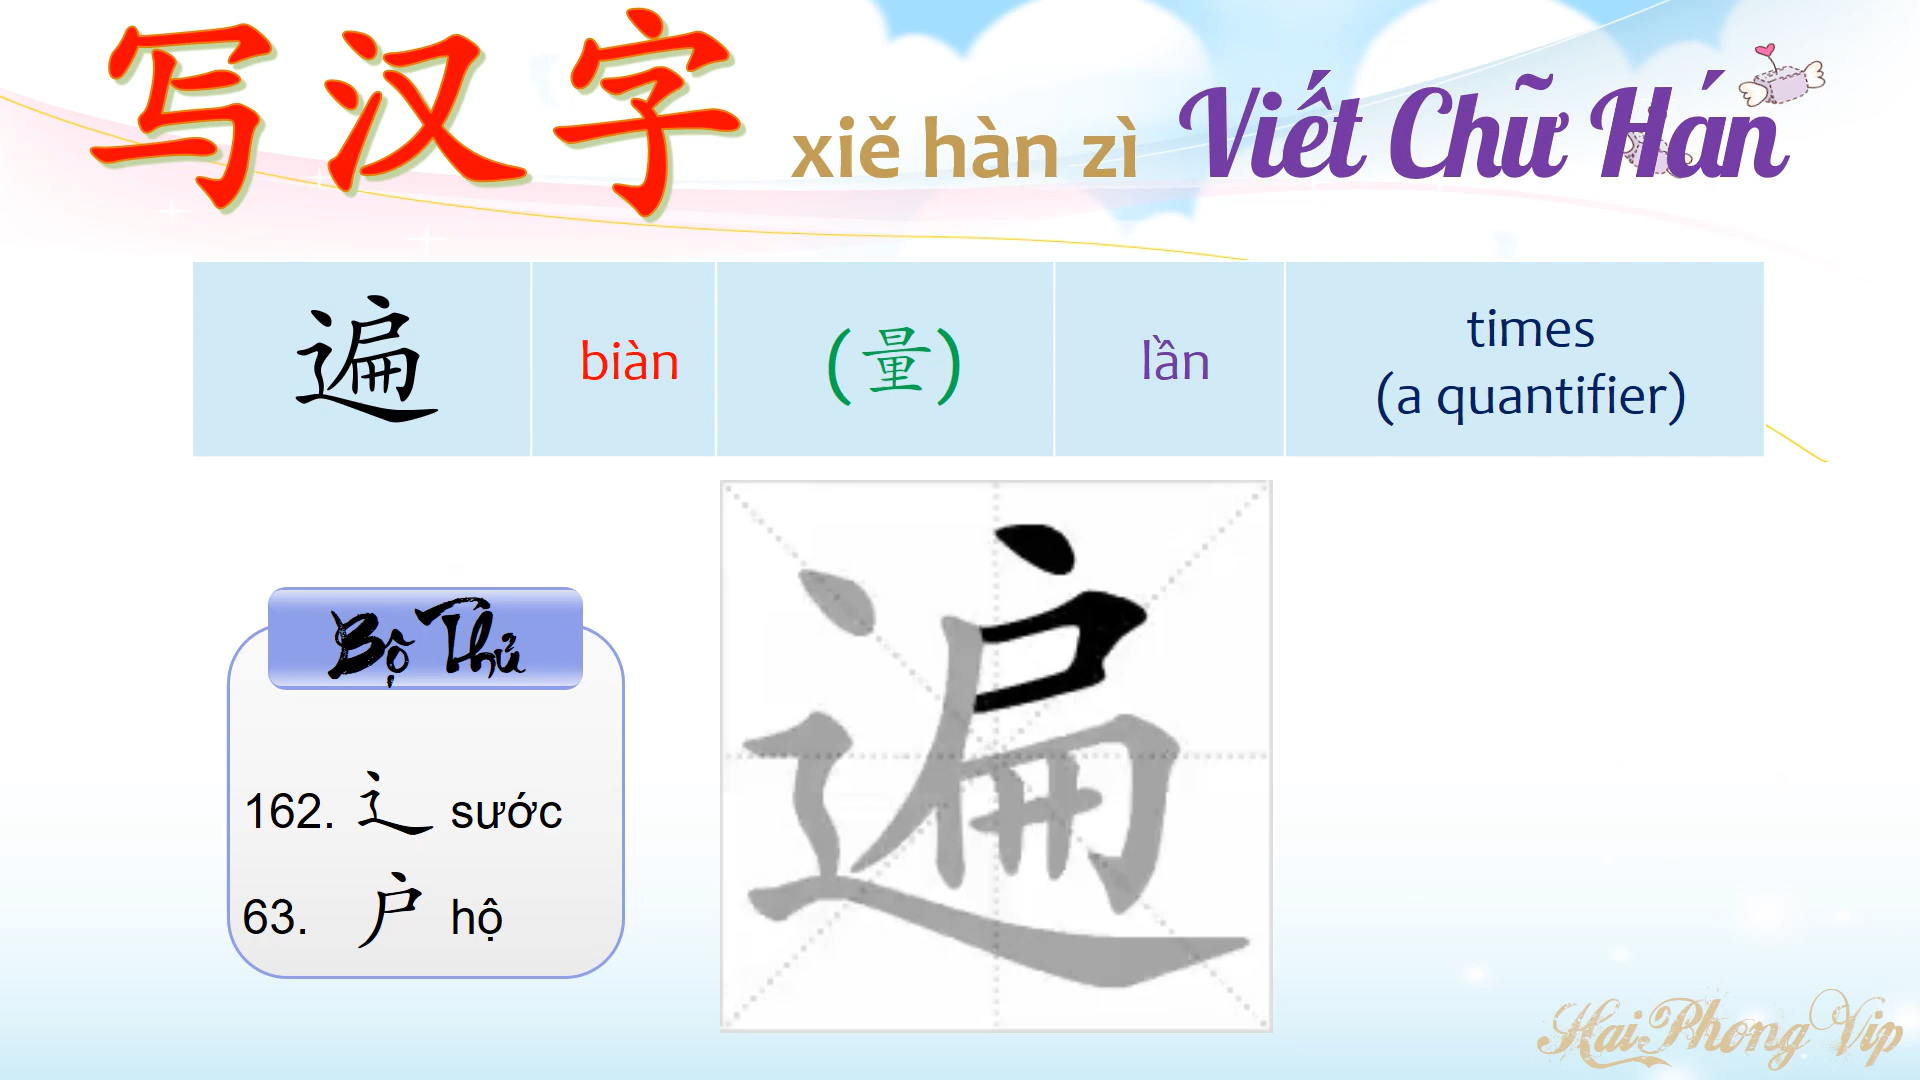 写汉字 xiě hàn zì Viết Chữ Hán
遍 biàn (量) lần times
(a quantifier)
遍
Bộ Thủ
162. 辶 sước
63. 户 hộ
HaiPhongVip